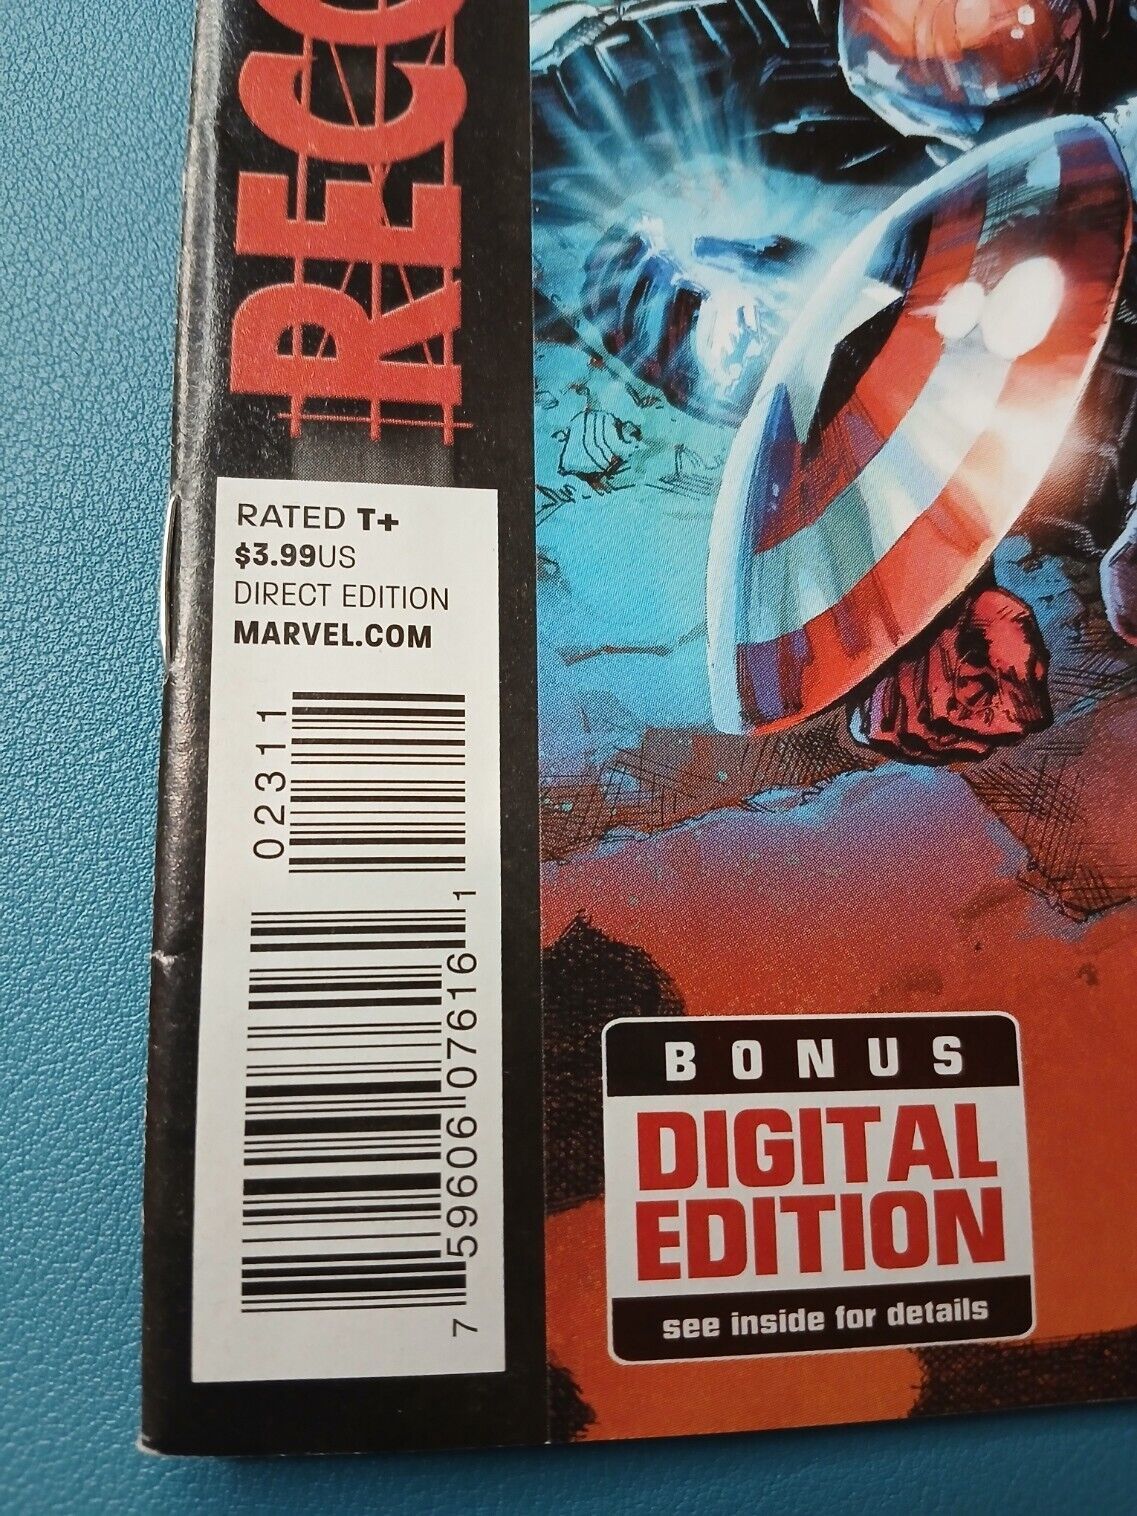 REC
RATED T+
$3.99US
DIRECT EDITION
MARVEL.COM
02311
7 59606 07616 1
BONUS
DIGITAL
EDITION
see inside for details